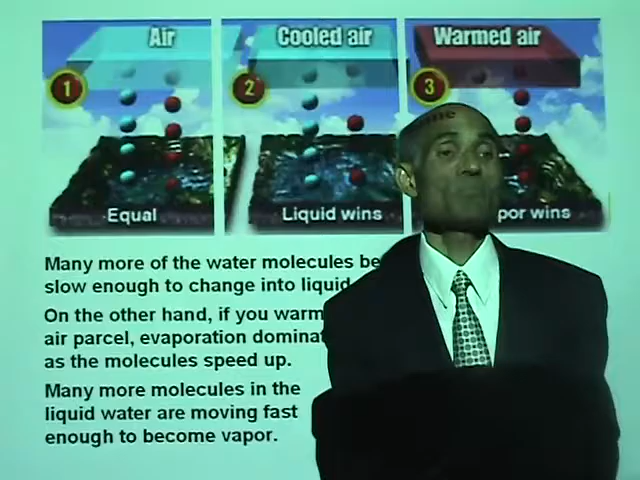 Air
Cooled air
Warmed air
1
2
3
Equal
Liquid wins
por wins
Many more of the water molecules be
slow enough to change into liquid
On the other hand, if you warm
air parcel, evaporation dominat
as the molecules speed up.
Many more molecules in the
liquid water are moving fast
enough to become vapor.